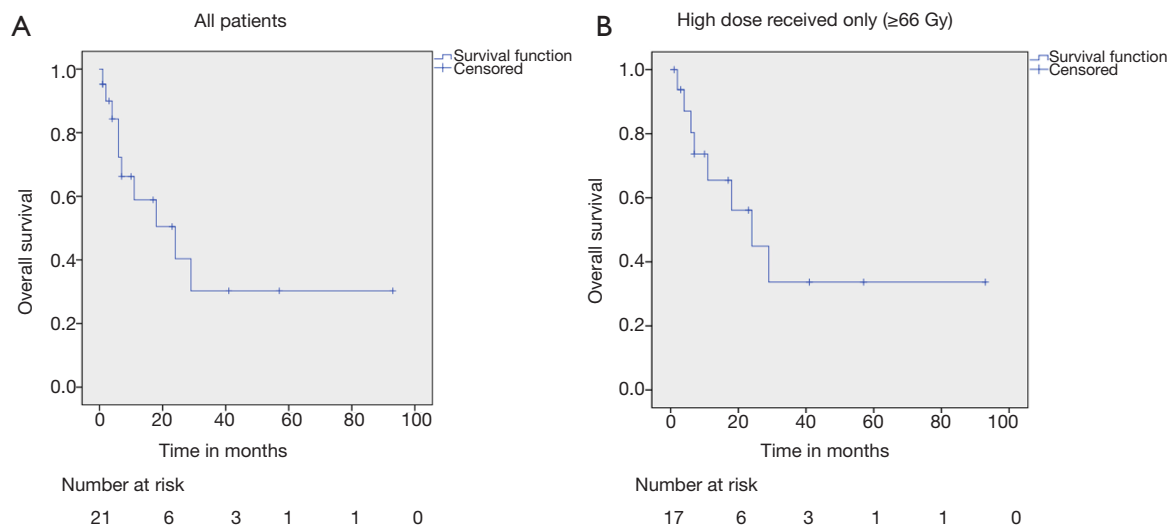 A
All patients
Survival function
Censored
Overall survival
1.0
0.8
0.6
0.4
0.2
0.0
0 20 40 60 80 100
Time in months
Number at risk
21 6 3 1 1 0
B
High dose received only (≥66 Gy)
Survival function
Censored
Overall survival
1.0
0.8
0.6
0.4
0.2
0.0
0 20 40 60 80 100
Time in months
Number at risk
17 6 3 1 1 0